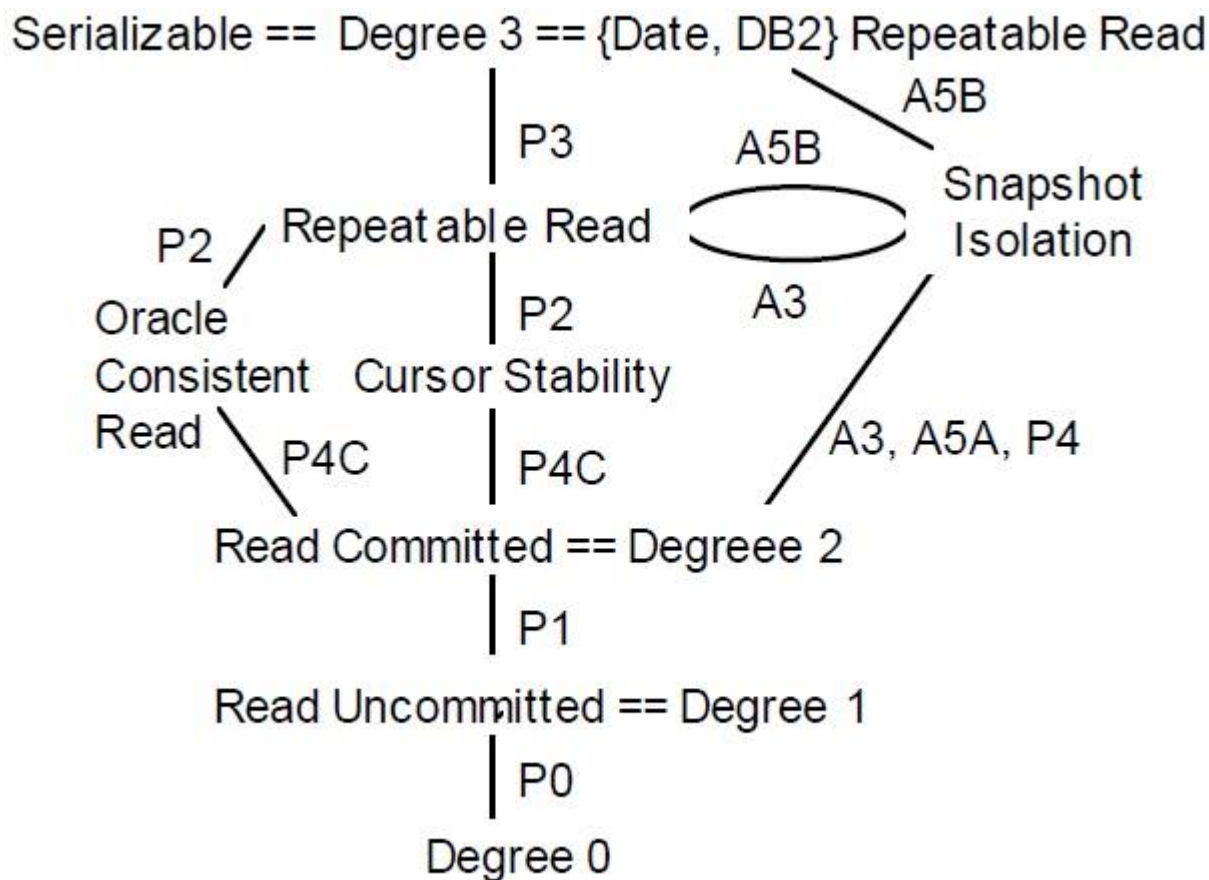 Serializable == Degree 3 == {Date, DB2} Repeatable Read
A5B
P3
A5B
Snapshot
Isolation
Repeatable Read
P2
A3
Oracle
Consistent
Read
P2
Cursor Stability
P4C
P4C
A3, A5A, P4
Read Committed == Degreee 2
P1
Read Uncommitted == Degree 1
P0
Degree 0